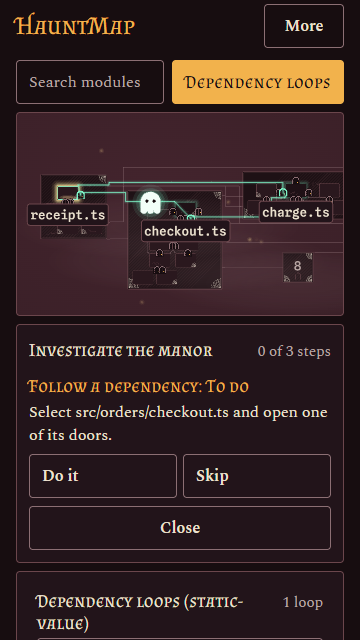 HauntMap
More
Search modules
Dependency loops
receipt.ts
checkout.ts
charge.ts
8
Investigate the manor
0 of 3 steps
Follow a dependency: To do
Select src/orders/checkout.ts and open one
of its doors.
Do it
Skip
Close
Dependency loops (static-
value)
1 loop